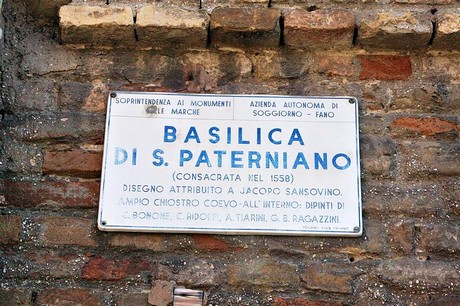 SOPRINTENDENZA AI MONUMENTI
DELLE MARCHE
AZIENDA AUTONOMA DI
SOGGIORNO - FANO
BASILICA
DI S. PATERNIANO
(CONSACRATA NEL 1558)
DISEGNO ATTRIBUITO A JACOPO SANSOVINO.
AMPIO CHIOSTRO COEVO - ALL'INTERNO: DIPINTI DI
C. BONONE, C. RIDOLFI, A. TIARINI, G. B. RAGAZZINI.